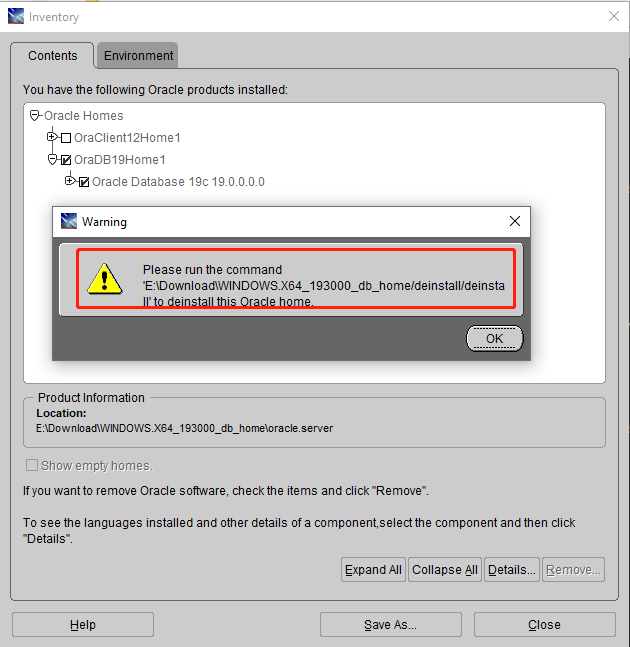 Inventory
Contents
Environment
You have the following Oracle products installed:
Oracle Homes
OraClient12Home1
OraDB19Home1
Oracle Database 19c 19.0.0.0.0
Warning
Please run the command
'E:\Download\WINDOWS.X64_193000_db_home/deinstall/deinsta
ll' to deinstall this Oracle home.
OK
Product Information
Location:
E:\Download\WINDOWS.X64_193000_db_home\oracle.server
Show empty homes.
If you want to remove Oracle software, check the items and click "Remove".
To see the languages installed and other details of a component,select the component and then click
"Details".
Expand All
Collapse All
Details...
Remove...
Help
Save As...
Close